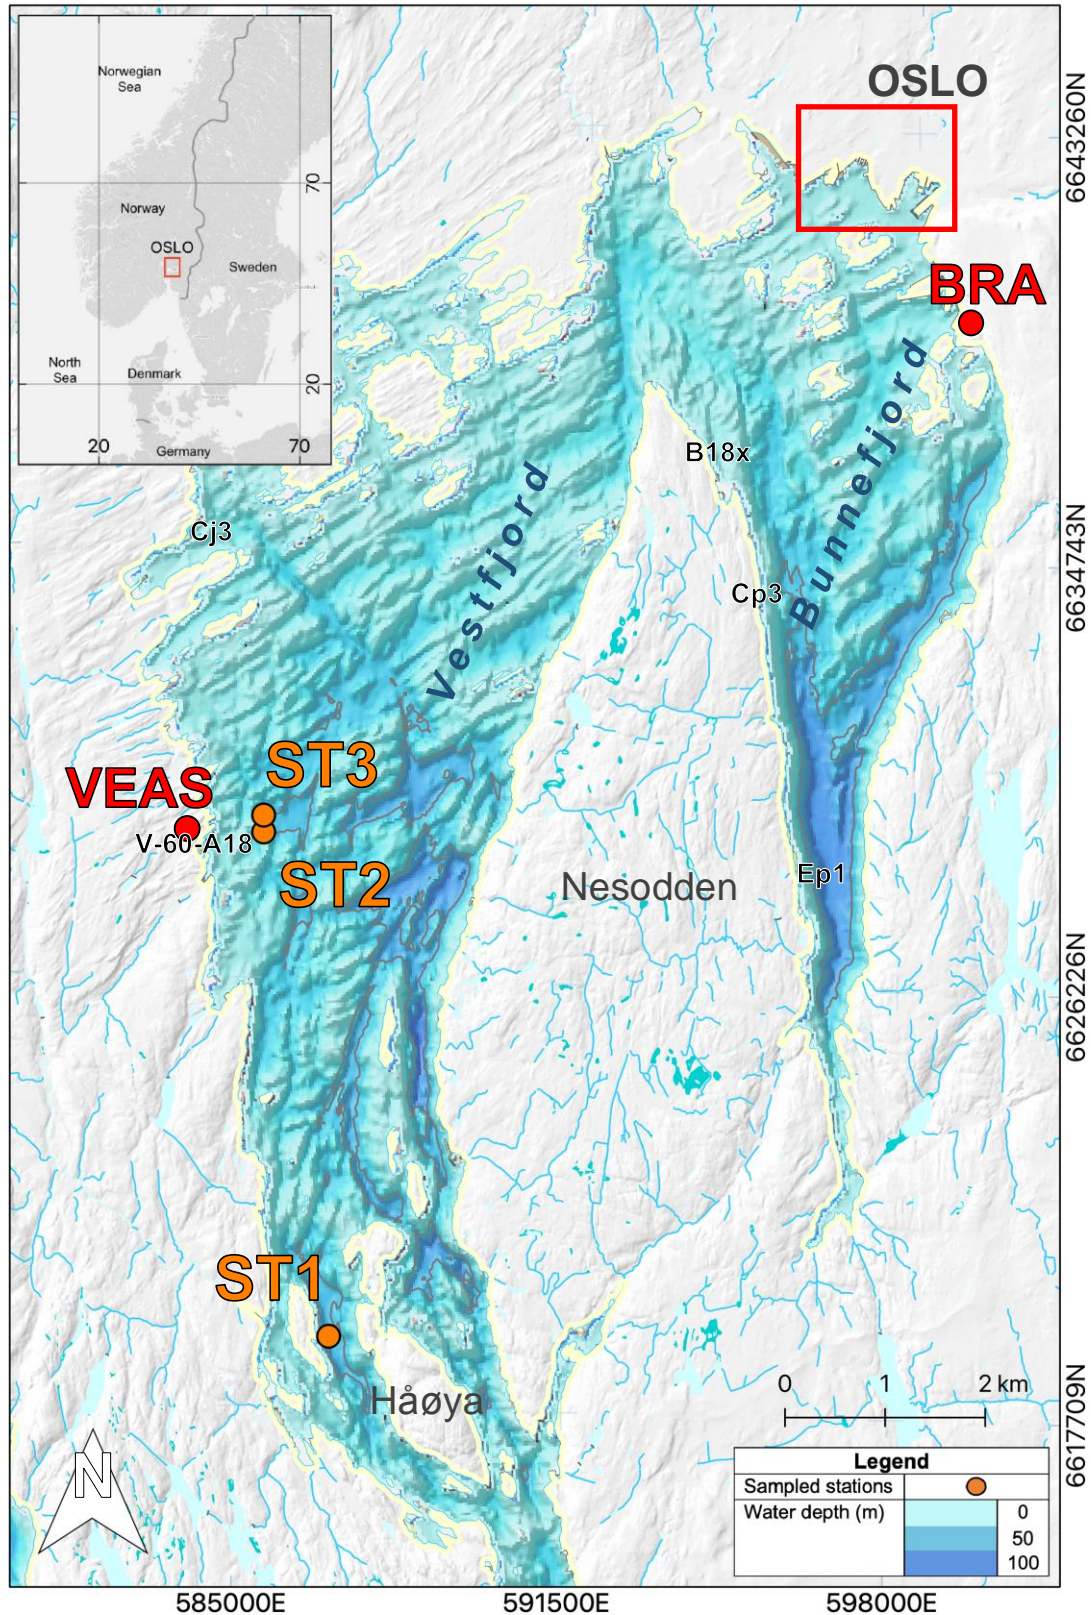 Norwegian
Sea
Norway
OSLO
Sweden
North
Sea
Denmark
Germany
70
20
20
70
OSLO
BRA
B18x
Bunnefjord
Vestfjord
Cj3
Cp3
ST3
VEAS
V-60-A18
ST2
Nesodden
Ep1
ST1
Håøya
0 1 2 km
N
Legend
Sampled stations
Water depth (m)
0
50
100
6643260N
6634743N
6626226N
6617709N
585000E 591500E 598000E